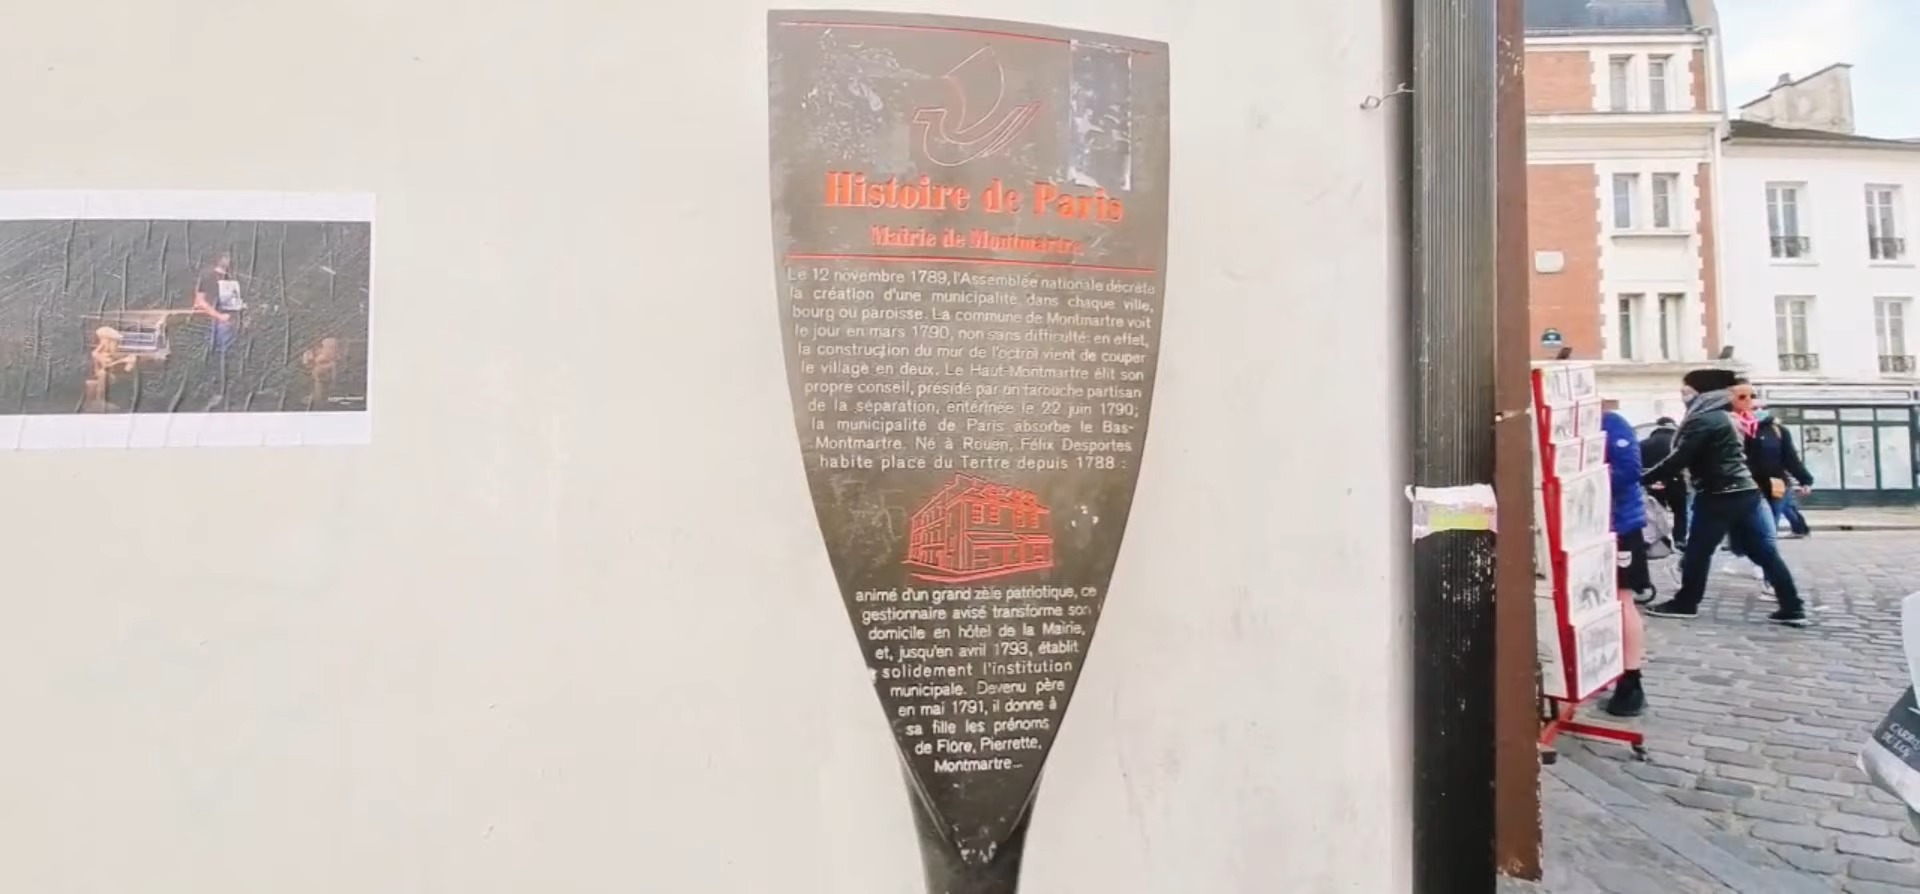 Histoire de Paris
Mairie de Montmartre
Le 12 novembre 1789, l'Assemblée nationale décrète
la création d'une municipalité dans chaque ville,
bourg ou paroisse. La commune de Montmartre voit
le jour en mars 1790, non sans difficulté: en effet,
la construction du mur de l'octroi vient de couper
le village en deux. Le Haut-Montmartre élit son
propre conseil, présidé par un farouche partisan
de la séparation, entérinée le 22 juin 1790;
la municipalité de Paris absorbe le Bas-
Montmartre. Né à Rouen, Félix Desportes
habite place du Tertre depuis 1788 :
animé d'un grand zèle patriotique, ce
gestionnaire avisé transforme son
domicile en hôtel de la Mairie,
et, jusqu'en avril 1793, établit
solidement l'institution
municipale. Devenu père
en mai 1791, il donne à
sa fille les prénoms
de Flore, Pierrette,
Montmartre...